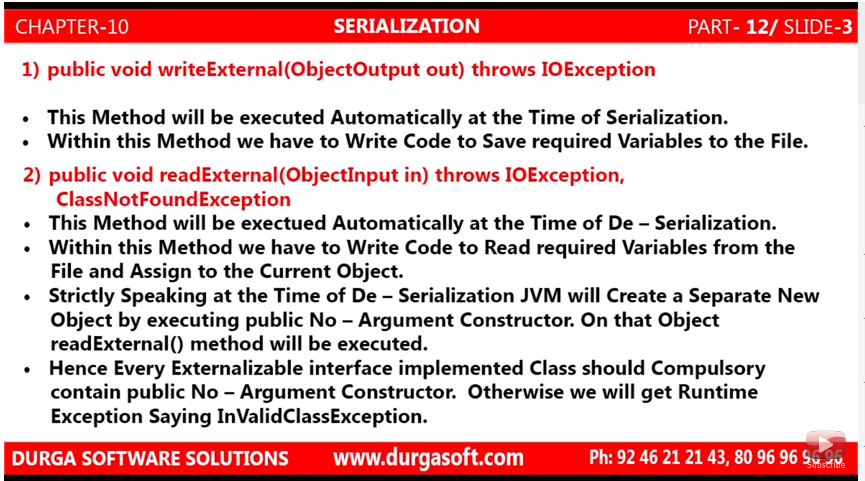 CHAPTER-10 SERIALIZATION PART- 12/ SLIDE-3
1) public void writeExternal(ObjectOutput out) throws IOException
• This Method will be executed Automatically at the Time of Serialization.
• Within this Method we have to Write Code to Save required Variables to the File.
2) public void readExternal(ObjectInput in) throws IOException,
ClassNotFoundException
• This Method will be exectued Automatically at the Time of De – Serialization.
• Within this Method we have to Write Code to Read required Variables from the
File and Assign to the Current Object.
• Strictly Speaking at the Time of De – Serialization JVM will Create a Separate New
Object by executing public No – Argument Constructor. On that Object
readExternal() method will be executed.
• Hence Every Externalizable interface implemented Class should Compulsory
contain public No – Argument Constructor. Otherwise we will get Runtime
Exception Saying InValidClassException.
DURGA SOFTWARE SOLUTIONS www.durgasoft.com Ph: 92 46 21 21 43, 80 96 96 96 96
Subscribe